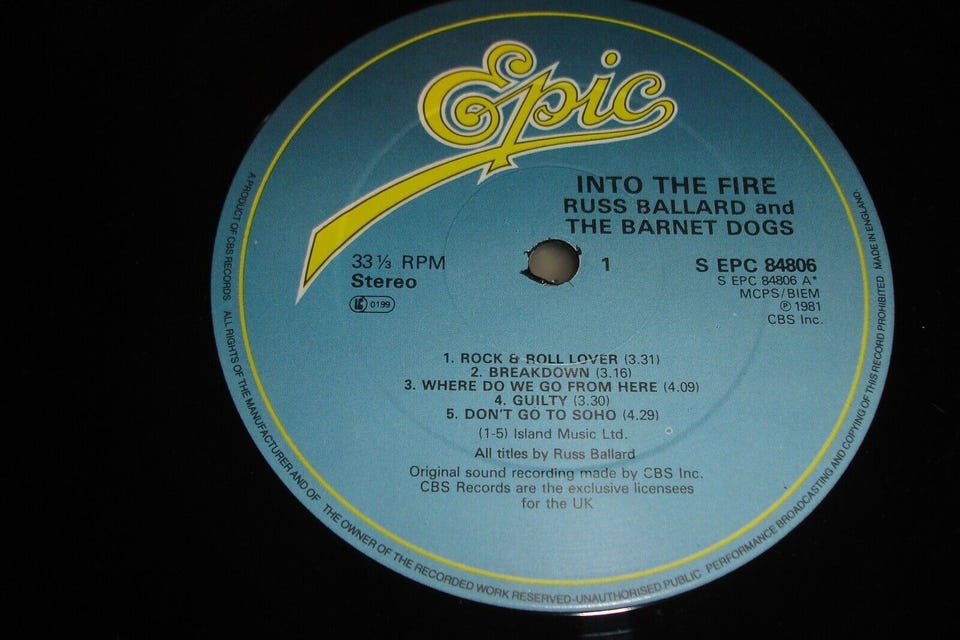 Epic
INTO THE FIRE
RUSS BALLARD and
THE BARNET DOGS
33 ⅓ RPM
Stereo
LC 0199
1
S EPC 84806
S EPC 84806 A*
MCPS/BIEM
℗ 1981
CBS Inc.
1. ROCK & ROLL LOVER (3.31)
2. BREAKDOWN (3.16)
3. WHERE DO WE GO FROM HERE (4.09)
4. GUILTY (3.30)
5. DON'T GO TO SOHO (4.29)
(1-5) Island Music Ltd.
All titles by Russ Ballard
Original sound recording made by CBS Inc.
CBS Records are the exclusive licensees
for the UK
A PRODUCT OF CBS RECORDS. ALL RIGHTS OF THE MANUFACTURER AND OF THE OWNER OF THE RECORDED WORK RESERVED-UNAUTHORISED PUBLIC PERFORMANCE BROADCASTING AND COPYING OF THIS RECORD PROHIBITED MADE IN ENGLAND.